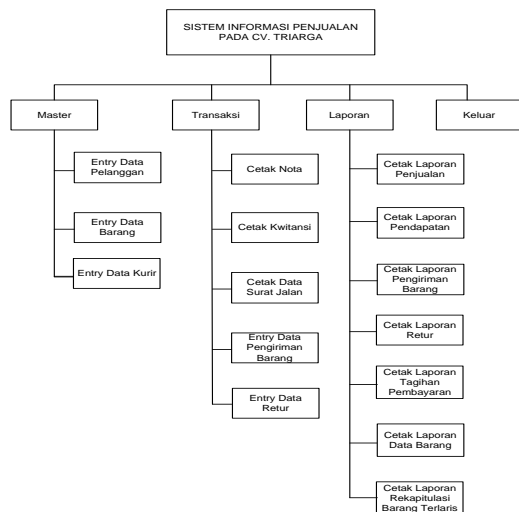 SISTEM INFORMASI PENJUALAN
PADA CV. TRIARGA
Master
Transaksi
Laporan
Keluar
Entry Data
Pelanggan
Entry Data
Barang
Entry Data Kurir
Cetak Nota
Cetak Kwitansi
Cetak Data
Surat Jalan
Entry Data
Pengiriman
Barang
Entry Data
Retur
Cetak Laporan
Penjualan
Cetak Laporan
Pendapatan
Cetak Laporan
Pengiriman
Barang
Cetak Laporan
Retur
Cetak Laporan
Tagihan
Pembayaran
Cetak Laporan
Data Barang
Cetak Laporan
Rekapitulasi
Barang Terlaris